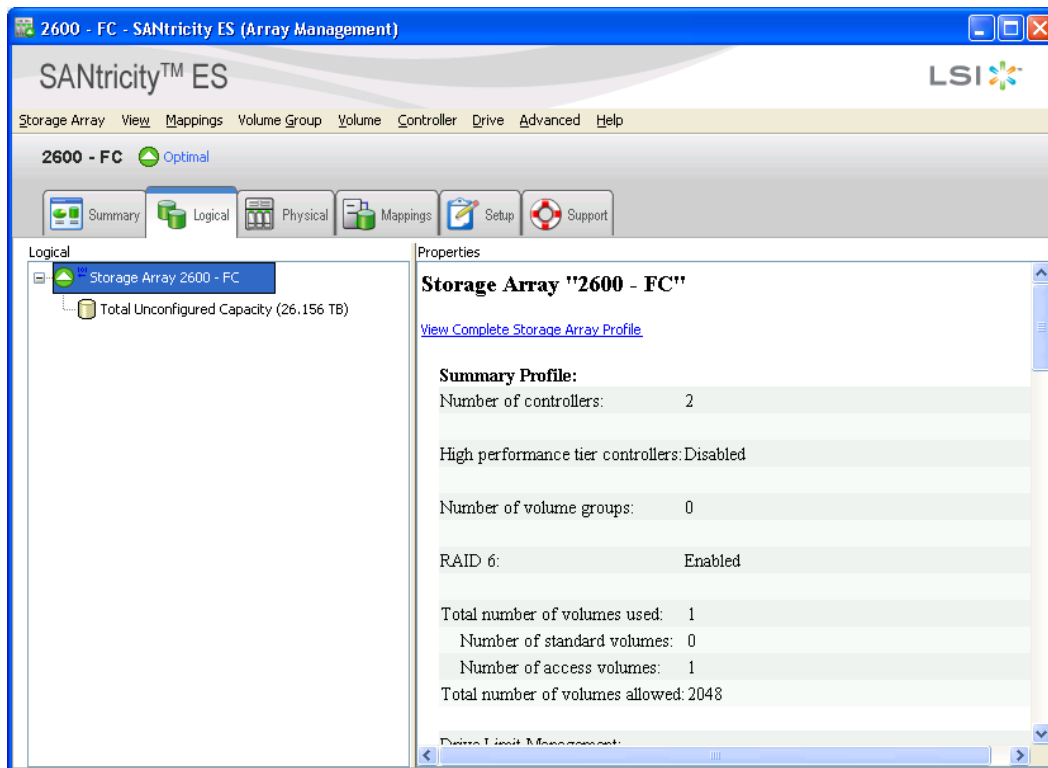 2600 - FC - SANtricity ES (Array Management)
SANtricity™ ES
LSI
Storage Array View Mappings Volume Group Volume Controller Drive Advanced Help
2600 - FC Optimal
Summary Logical Physical Mappings Setup Support
Logical
Storage Array 2600 - FC
Total Unconfigured Capacity (26.156 TB)
Properties
Storage Array "2600 - FC"
View Complete Storage Array Profile
Summary Profile:
Number of controllers: 2
High performance tier controllers: Disabled
Number of volume groups: 0
RAID 6: Enabled
Total number of volumes used: 1
Number of standard volumes: 0
Number of access volumes: 1
Total number of volumes allowed: 2048
Drive Limit Management: